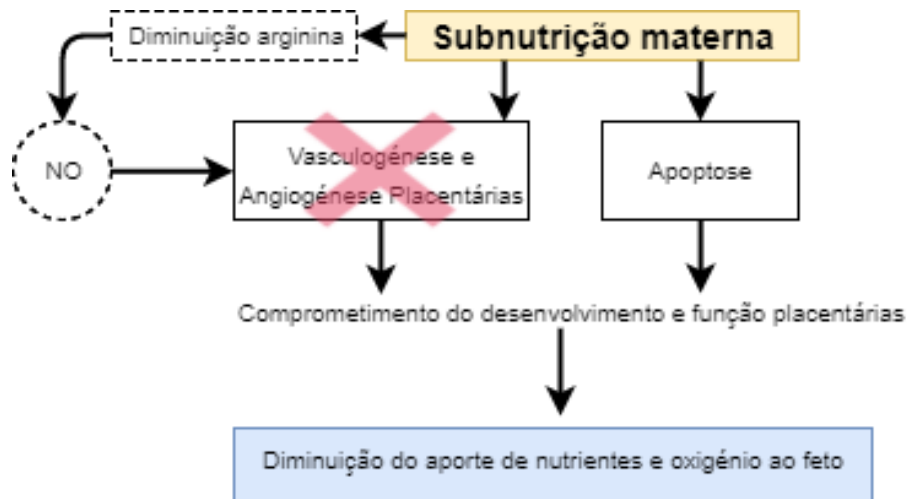 Diminuição arginina
Subnutrição materna
NO
Vasculogénese e
Angiogénese Placentárias
Apoptose
Comprometimento do desenvolvimento e função placentárias
Diminuição do aporte de nutrientes e oxigénio ao feto